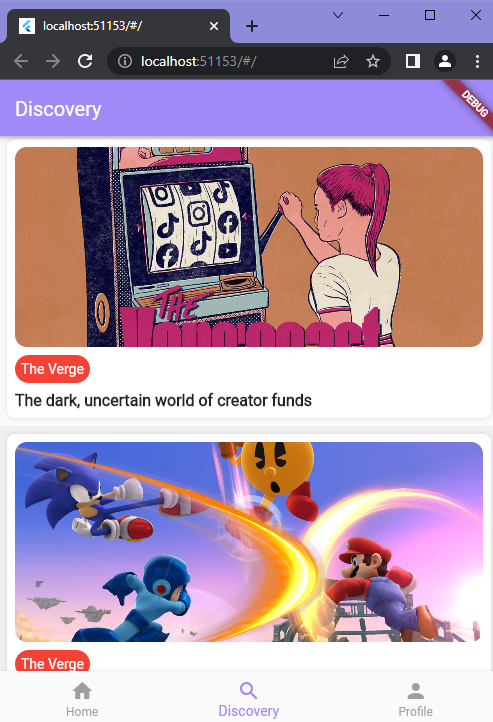 localhost:51153/#/
localhost:51153/#/
Discovery
DEBUG
THE
The Verge
The dark, uncertain world of creator funds
The Verge
Home
Discovery
Profile